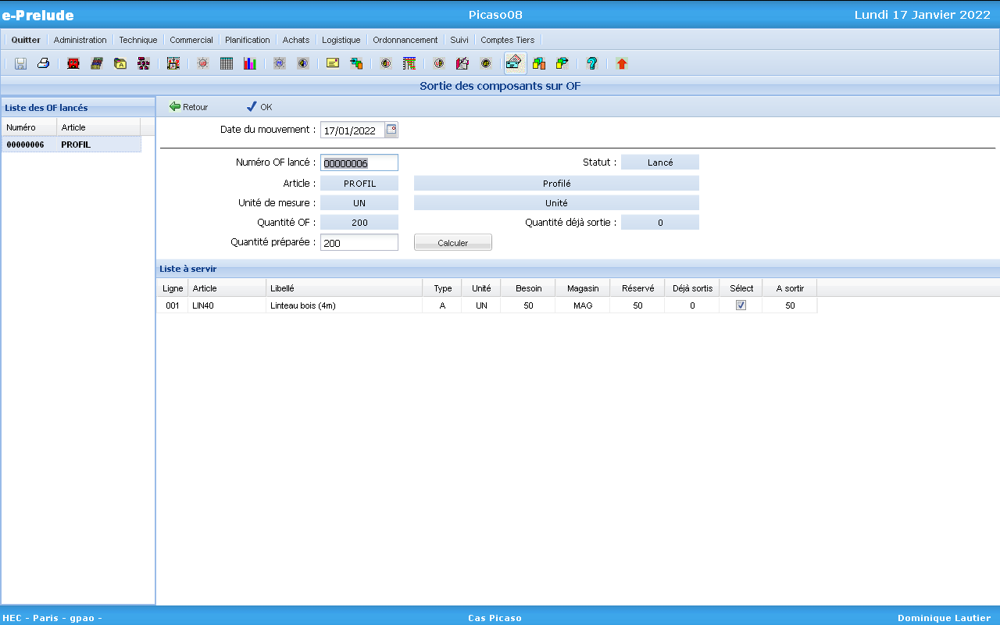 e-Prelude Picaso08 Lundi 17 Janvier 2022
Quitter Administration Technique Commercial Planification Achats Logistique Ordonnancement Suivi Comptes Tiers
Sortie des composants sur OF
Liste des OF lancés
Numéro Article
00000006 PROFIL
Retour OK
Date du mouvement : 17/01/2022
Numéro OF lancé : 00000006 Statut : Lancé
Article : PROFIL Profilé
Unité de mesure : UN Unité
Quantité OF : 200 Quantité déjà sortie : 0
Quantité préparée : 200 Calculer
Liste à servir
Ligne Article Libellé Type Unité Besoin Magasin Réservé Déjà sortis Sélect A sortir
001 LIN40 Linteau bois (4m) A UN 50 MAG 50 0 50
HEC - Paris - gpao - Cas Picaso Dominique Lautier